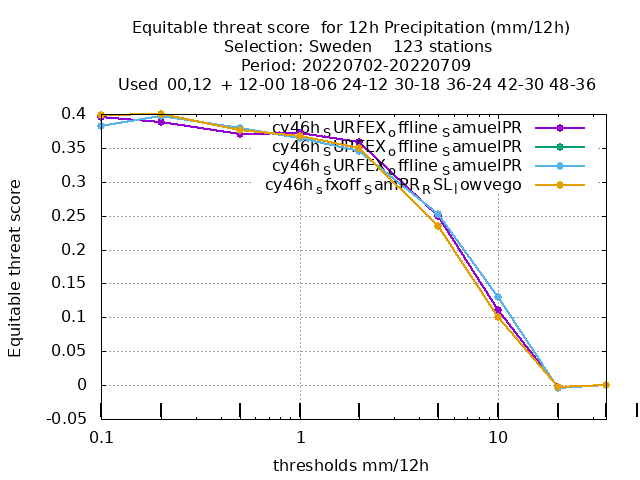 Equitable threat score  for 12h Precipitation (mm/12h)
Selection: Sweden    123 stations
Period: 20220702-20220709
Used  00,12  + 12-00 18-06 24-12 30-18 36-24 42-30 48-36
Equitable threat score
0.4
0.35
0.3
0.25
0.2
0.15
0.1
0.05
0
-0.05
cy46h_SURFEX_offline_SamuelPR
cy46h_SURFEX_offline_SamuelPR
cy46h_SURFEX_offline_SamuelPR
cy46h_sfxoff_SamPR_RSL_lowvego
0.1
1
10
thresholds mm/12h